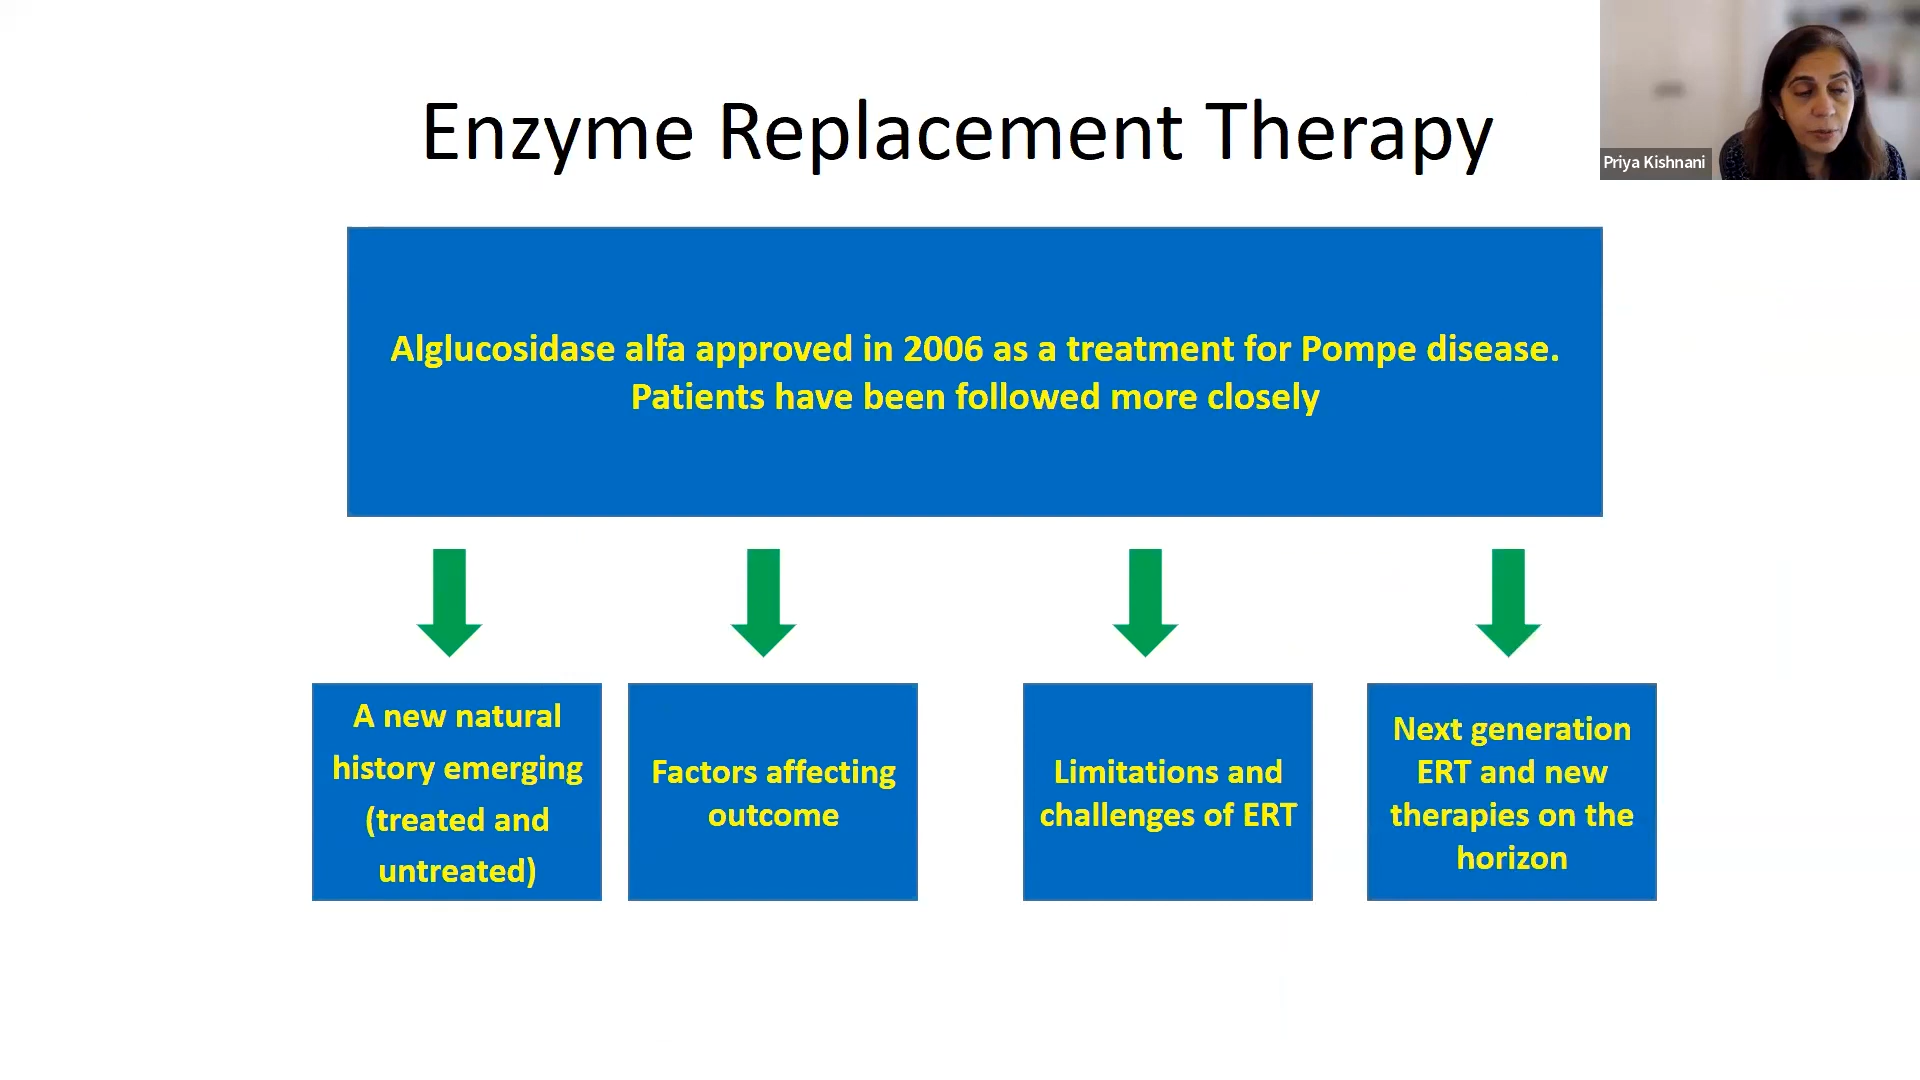 Enzyme Replacement Therapy
Priya Kishnani
Alglucosidase alfa approved in 2006 as a treatment for Pompe disease.
Patients have been followed more closely
A new natural
history emerging
(treated and
untreated)
Factors affecting
outcome
Limitations and
challenges of ERT
Next generation
ERT and new
therapies on the
horizon